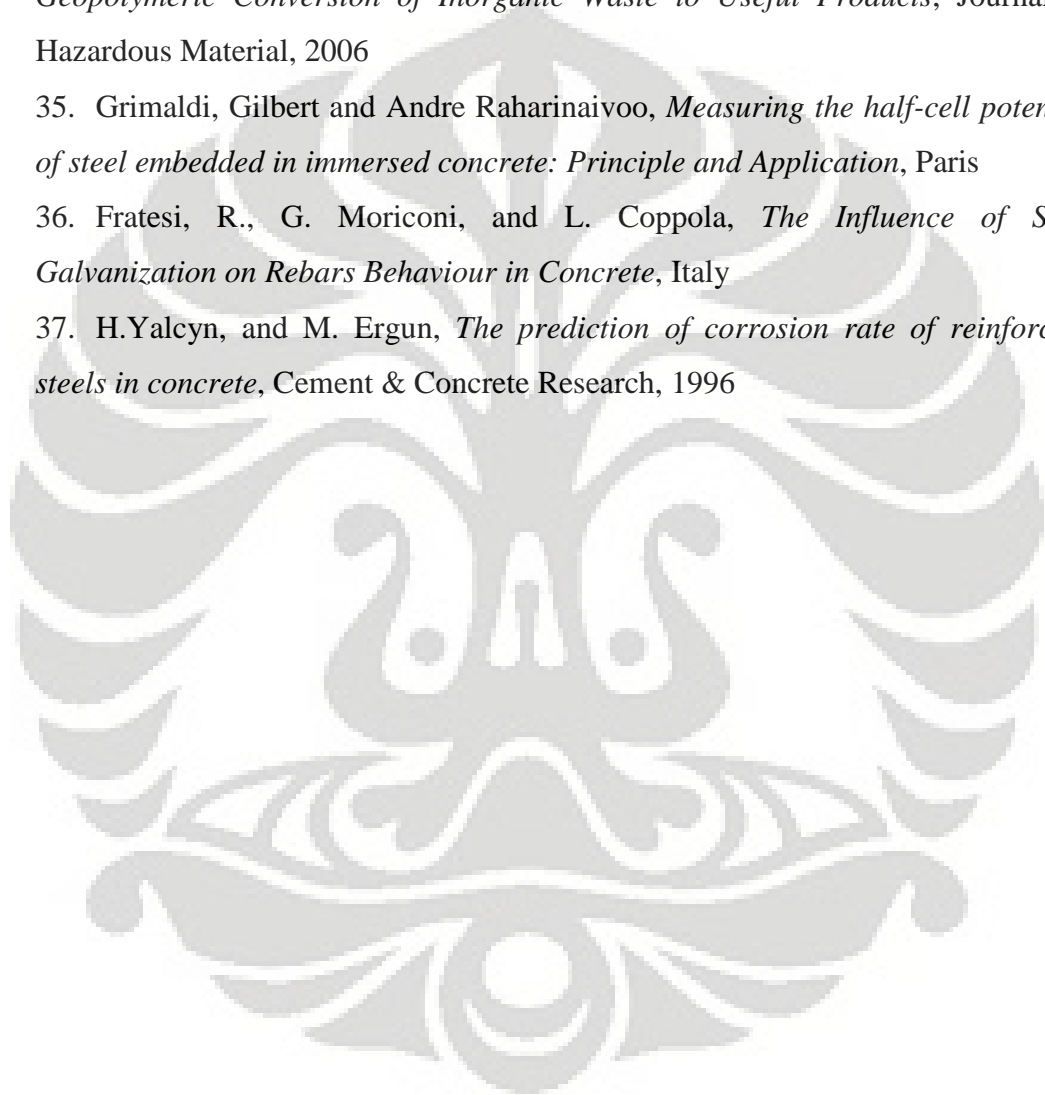 Geopolymeric Conversion of Inorganic Waste to Useful Products, Journal
Hazardous Material, 2006
35. Grimaldi, Gilbert and Andre Raharinaivoo, Measuring the half-cell poten
of steel embedded in immersed concrete: Principle and Application, Paris
36. Fratesi, R., G. Moriconi, and L. Coppola, The Influence of S
Galvanization on Rebars Behaviour in Concrete, Italy
37. H.Yalcyn, and M. Ergun, The prediction of corrosion rate of reinforc
steels in concrete, Cement & Concrete Research, 1996